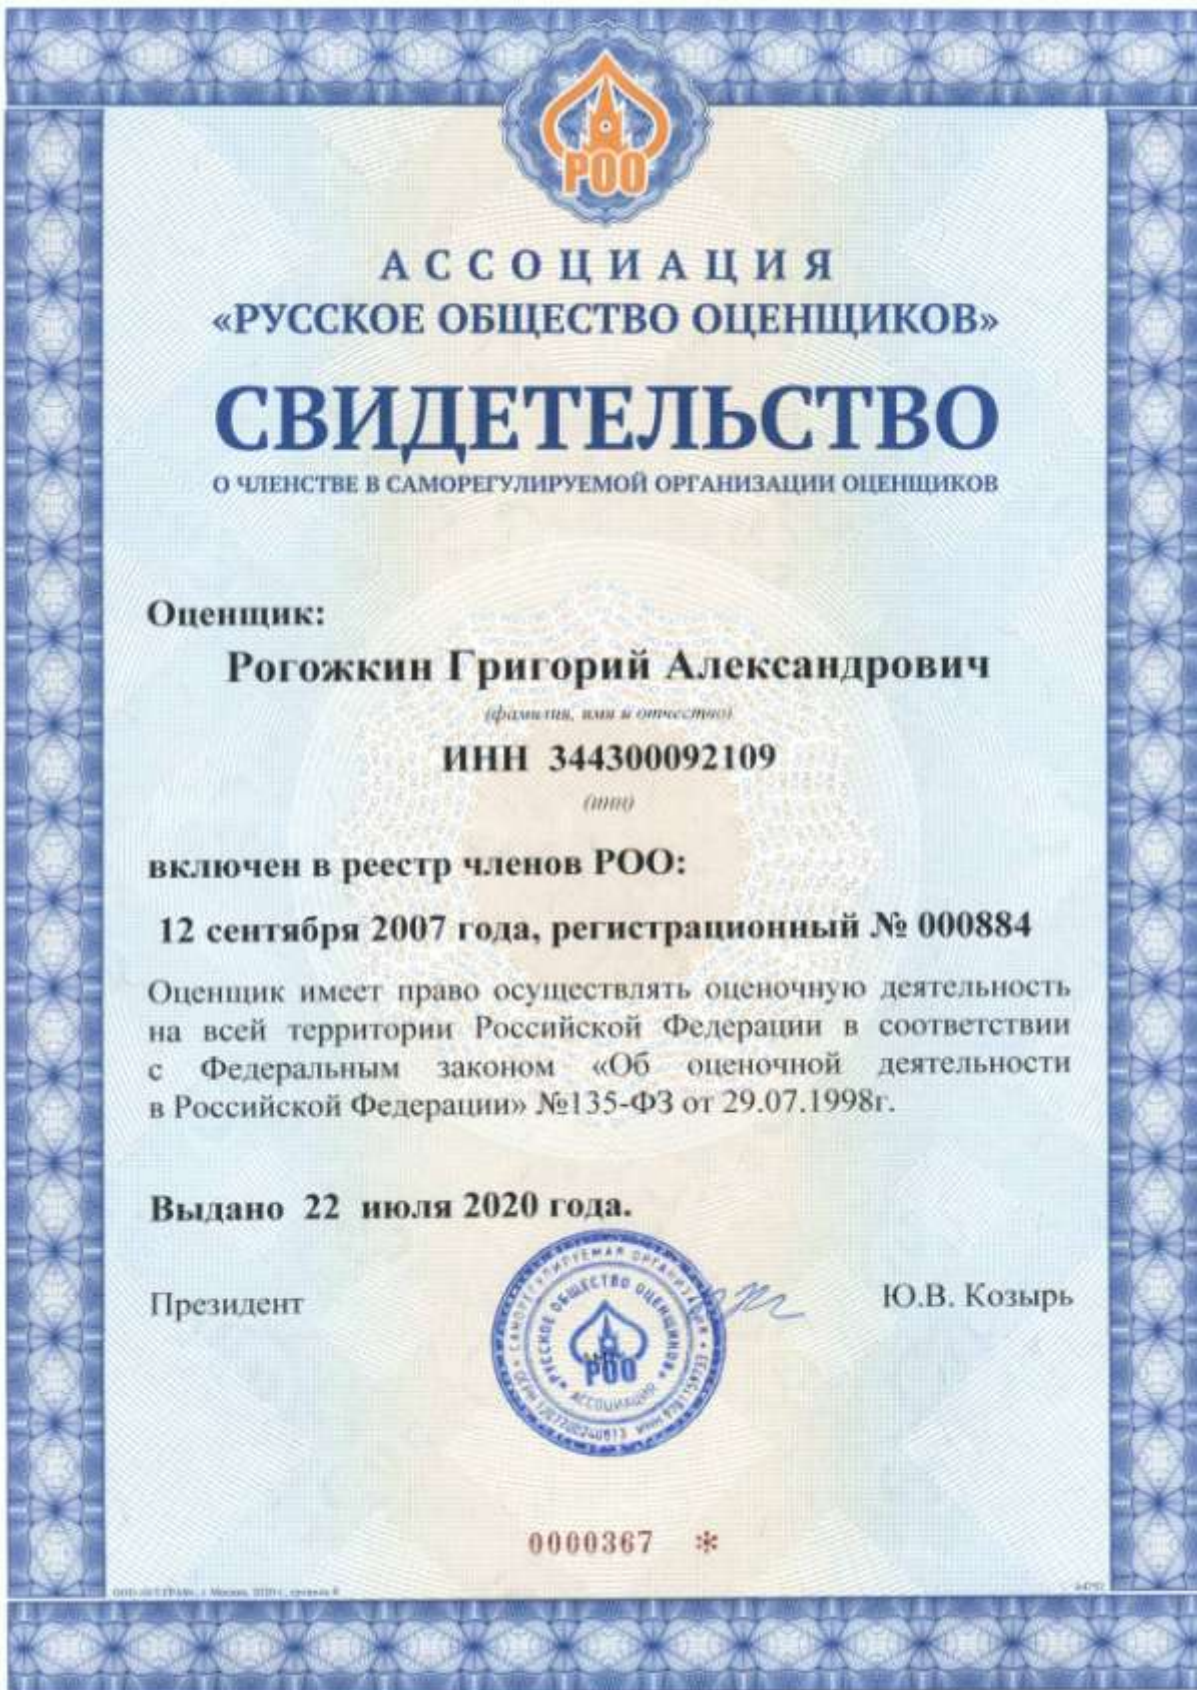 РОО
АССОЦИАЦИЯ
«РУССКОЕ ОБЩЕСТВО ОЦЕНЩИКОВ»
СВИДЕТЕЛЬСТВО
О ЧЛЕНСТВЕ В САМОРЕГУЛИРУЕМОЙ ОРГАНИЗАЦИИ ОЦЕНЩИКОВ
Оценщик:
Рогожкин Григорий Александрович
(фамилия, имя и отчество)
ИНН 344300092109
(инн)
включен в реестр членов РОО:
12 сентября 2007 года, регистрационный № 000884
Оценщик имеет право осуществлять оценочную деятельность
на всей территории Российской Федерации в соответствии
с Федеральным законом «Об оценочной деятельности
в Российской Федерации» №135-ФЗ от 29.07.1998г.
Выдано 22 июля 2020 года.
Президент
Ю.В. Козырь
САМОРЕГУЛИРУЕМАЯ ОРГАНИЗАЦИЯ
«РУССКОЕ ОБЩЕСТВО ОЦЕНЩИКОВ»
РОО
АССОЦИАЦИЯ
0000367 *